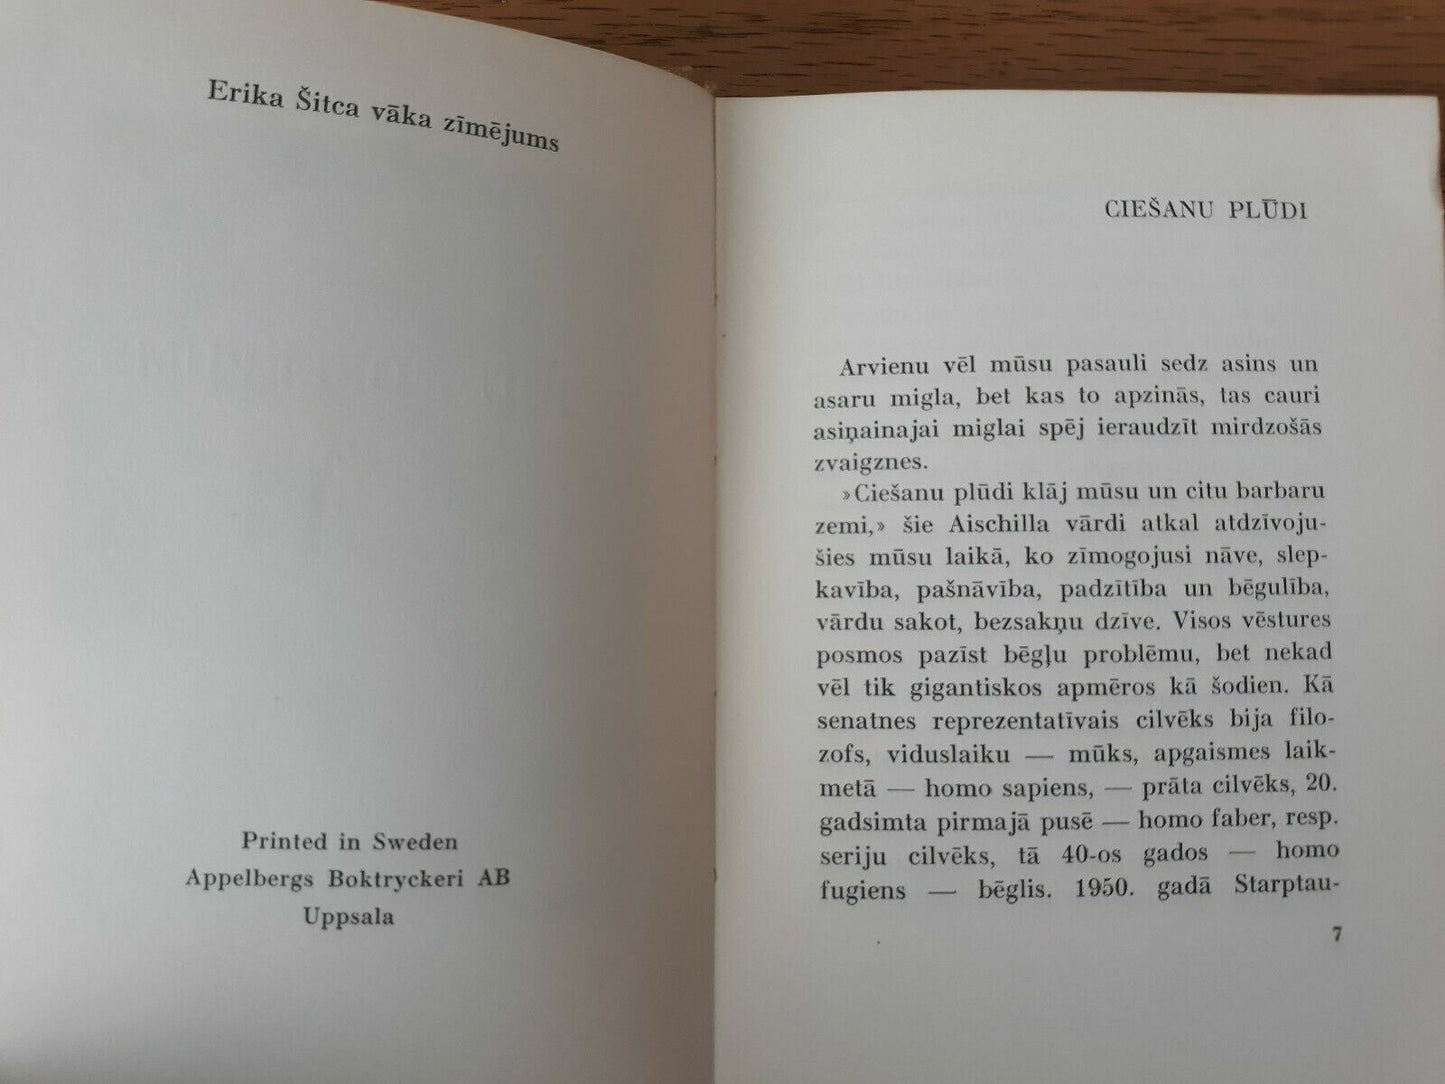 Erika Šitca vāka zīmējums
Printed in Sweden
Appelbergs Boktryckeri AB
Uppsala
CIEŠANU PLŪDI
Arvienu vēl mūsu pasauli sedz asins un
asaru migla, bet kas to apzinās, tas cauri
asiņainajai miglai spēj ieraudzīt mirdzošās
zvaigznes.
»Ciešanu plūdi klāj mūsu un citu barbaru
zemi,» šie Aischilla vārdi atkal atdzīvoju-
šies mūsu laikā, ko zīmogojusi nāve, slep-
kavība, pašnāvība, padzītība un bēgulība,
vārdu sakot, bezsakņu dzīve. Visos vēstures
posmos pazīst bēgļu problēmu, bet nekad
vēl tik gigantiskos apmēros kā šodien. Kā
senatnes reprezentatīvais cilvēks bija filo-
zofs, viduslaiku — mūks, apgaismes laik-
metā — homo sapiens, — prāta cilvēks, 20.
gadsimta pirmajā pusē — homo faber, resp.
seriju cilvēks, tā 40-os gados — homo
fugiens — bēglis. 1950. gadā Starptau-
7